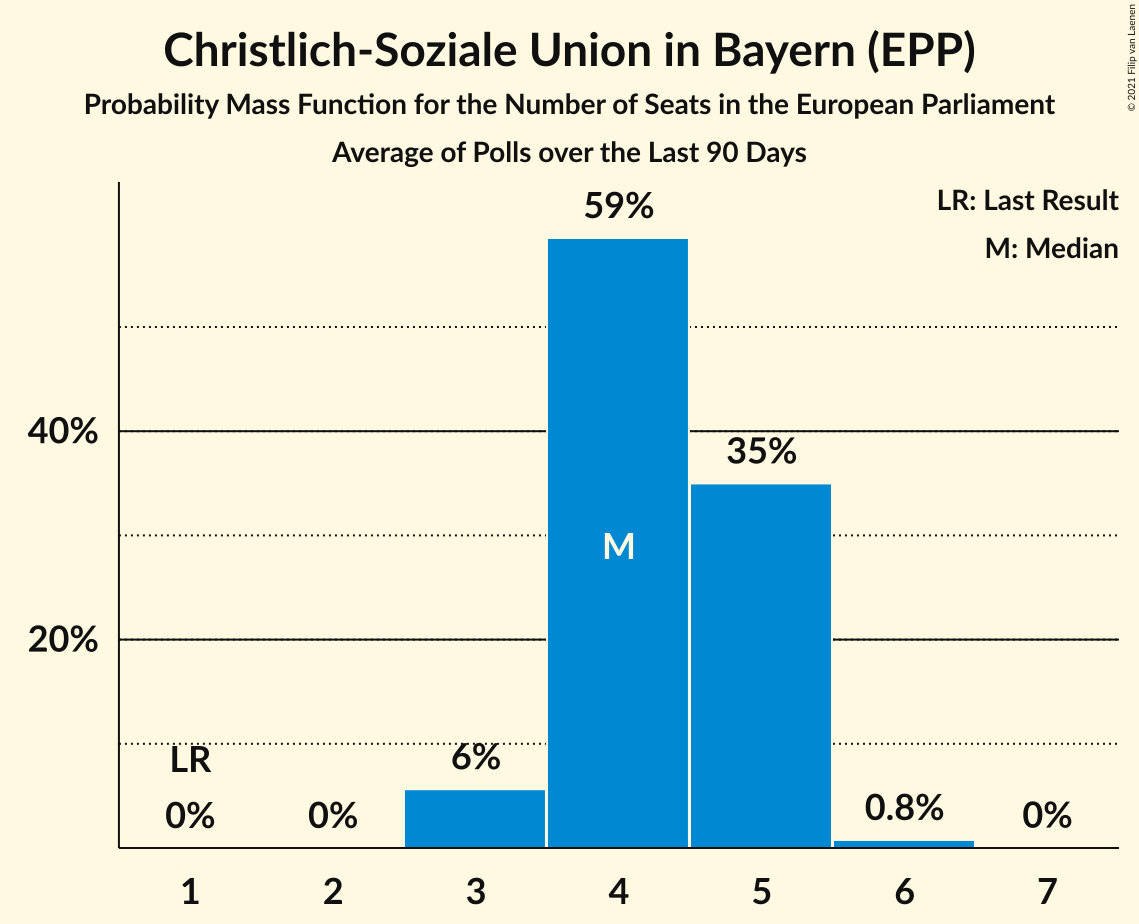 Christlich-Soziale Union in Bayern (EPP)
Probability Mass Function for the Number of Seats in the European Parliament
Average of Polls over the Last 90 Days
© 2021 Filip van Laenen
LR: Last Result
M: Median
59%
40%
35%
M
20%
LR
6%
0%
0%
0.8%
0%
1 2 3 4 5 6 7